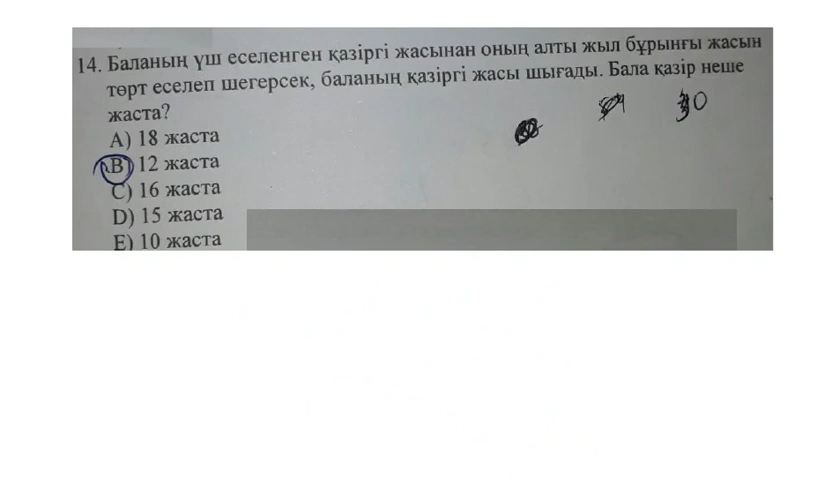 14. Баланың үш еселенген қазіргі жасынан оның алты жыл бұрынғы жасын
төрт еселеп шегерсек, баланың қазіргі жасы шығады. Бала қазір неше
жаста?
A) 18 жаста
B) 12 жаста
C) 16 жаста
D) 15 жаста
E) 10 жаста